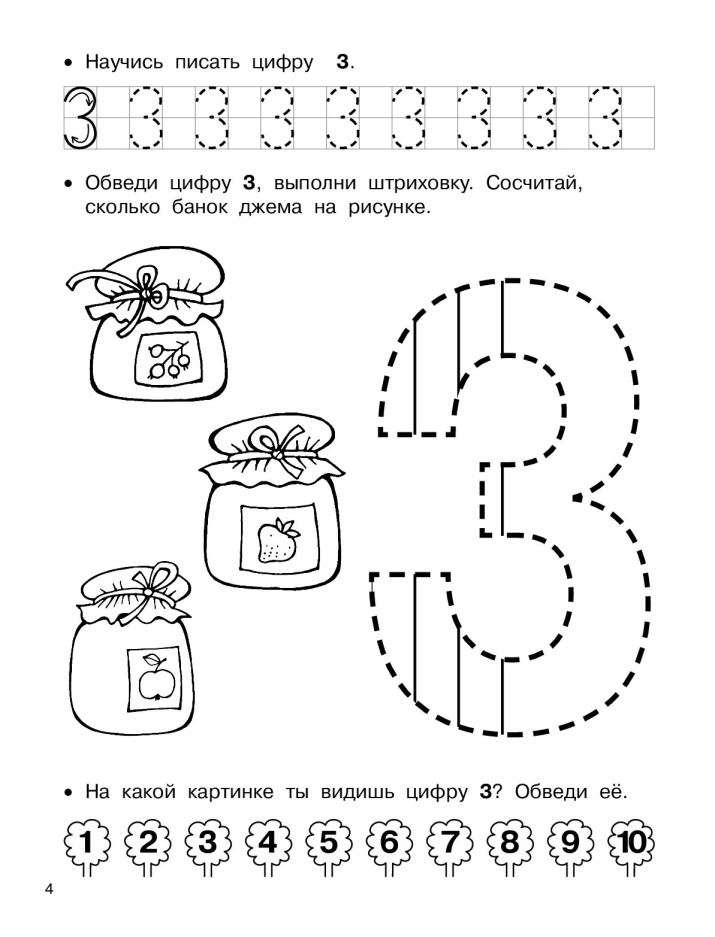 • Научись писать цифру 3.
3 3 3 3 3 3 3 3 3
• Обведи цифру 3, выполни штриховку. Сосчитай,
сколько банок джема на рисунке.
3
• На какой картинке ты видишь цифру 3? Обведи её.
1 2 3 4 5 6 7 8 9 10
4